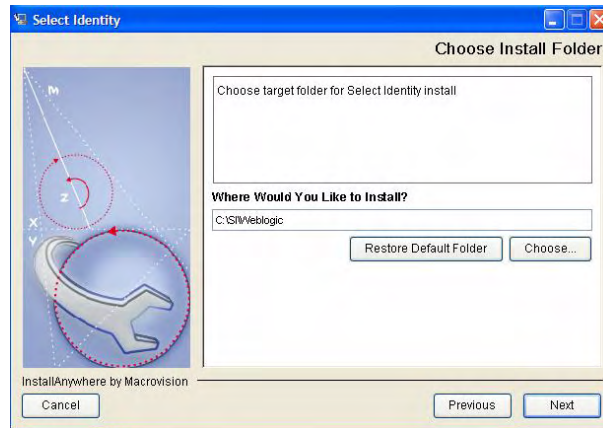 Select Identity
Choose Install Folder
M
Z
X
Y
Choose target folder for Select Identity install
Where Would You Like to Install?
C:\SI\Weblogic
Restore Default Folder
Choose...
InstallAnywhere by Macrovision
Cancel
Previous
Next